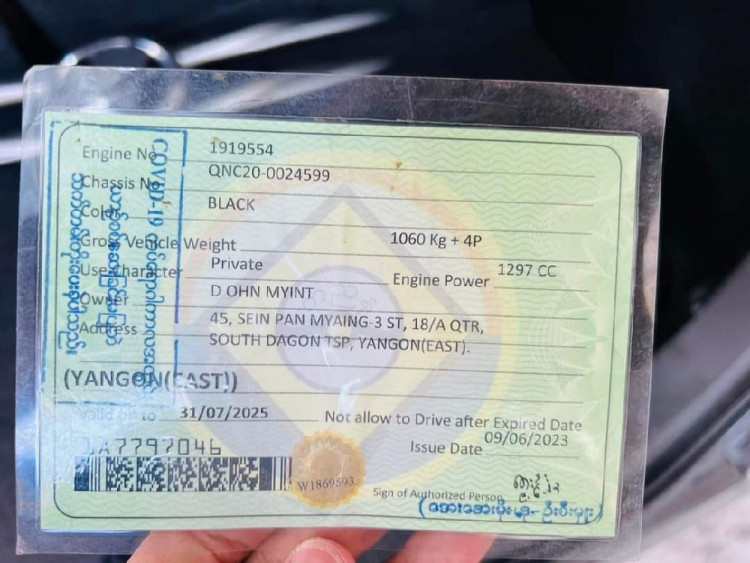 Engine No 1919554
Chassis No QNC20-0024599
Color BLACK
Gross Vehicle Weight 1060 Kg + 4P
Use Character Private Engine Power 1297 CC
Owner D OHN MYINT
Address 45, SEIN PAN MYAING-3 ST, 18/A QTR,
SOUTH DAGON TSP, YANGON(EAST).
(YANGON(EAST))
Valid Up to 31/07/2025 Not allow to Drive after Expired Date
Issue Date 09/06/2023
1A7797046
W1869593
Sign of Authorized Person
COVID-19